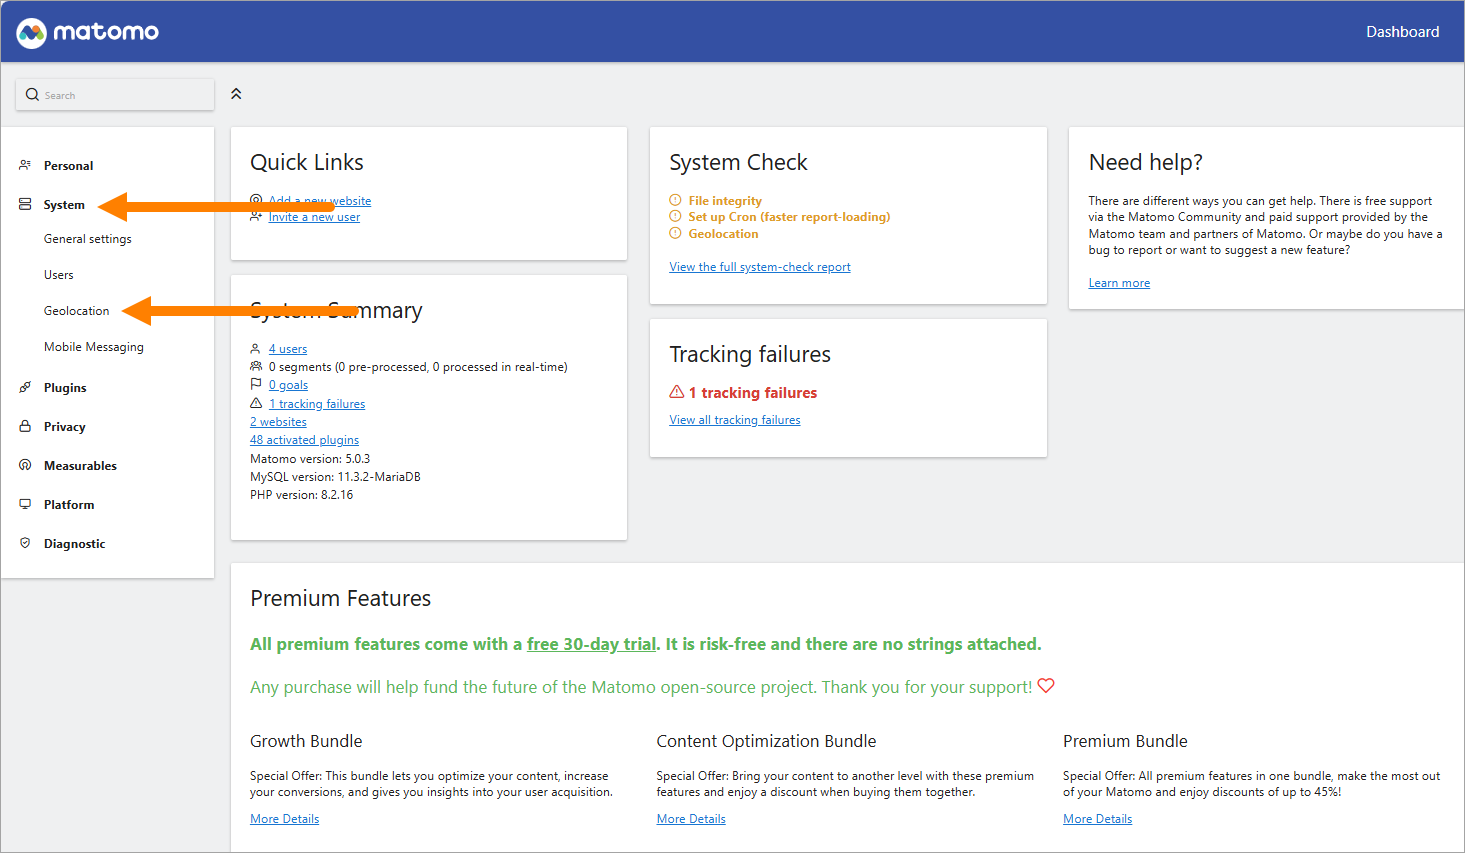 matomo
Dashboard
Search
Personal
System
General settings
Users
Geolocation
Mobile Messaging
Plugins
Privacy
Measurables
Platform
Diagnostic
Quick Links
Add a new website
Invite a new user
System Summary
4 users
0 segments (0 pre-processed, 0 processed in real-time)
0 goals
1 tracking failures
2 websites
48 activated plugins
Matomo version: 5.0.3
MySQL version: 11.3.2-MariaDB
PHP version: 8.2.16
System Check
File integrity
Set up Cron (faster report-loading)
Geolocation
View the full system-check report
Tracking failures
1 tracking failures
View all tracking failures
Need help?
There are different ways you can get help. There is free support
via the Matomo Community and paid support provided by the
Matomo team and partners of Matomo. Or maybe do you have a
bug to report or want to suggest a new feature?
Learn more
Premium Features
All premium features come with a free 30-day trial. It is risk-free and there are no strings attached.
Any purchase will help fund the future of the Matomo open-source project. Thank you for your support!
Growth Bundle
Special Offer: This bundle lets you optimize your content, increase
your conversions, and gives you insights into your user acquisition.
More Details
Content Optimization Bundle
Special Offer: Bring your content to another level with these premium
features and enjoy a discount when buying them together.
More Details
Premium Bundle
Special Offer: All premium features in one bundle, make the most out
of your Matomo and enjoy discounts of up to 45%!
More Details